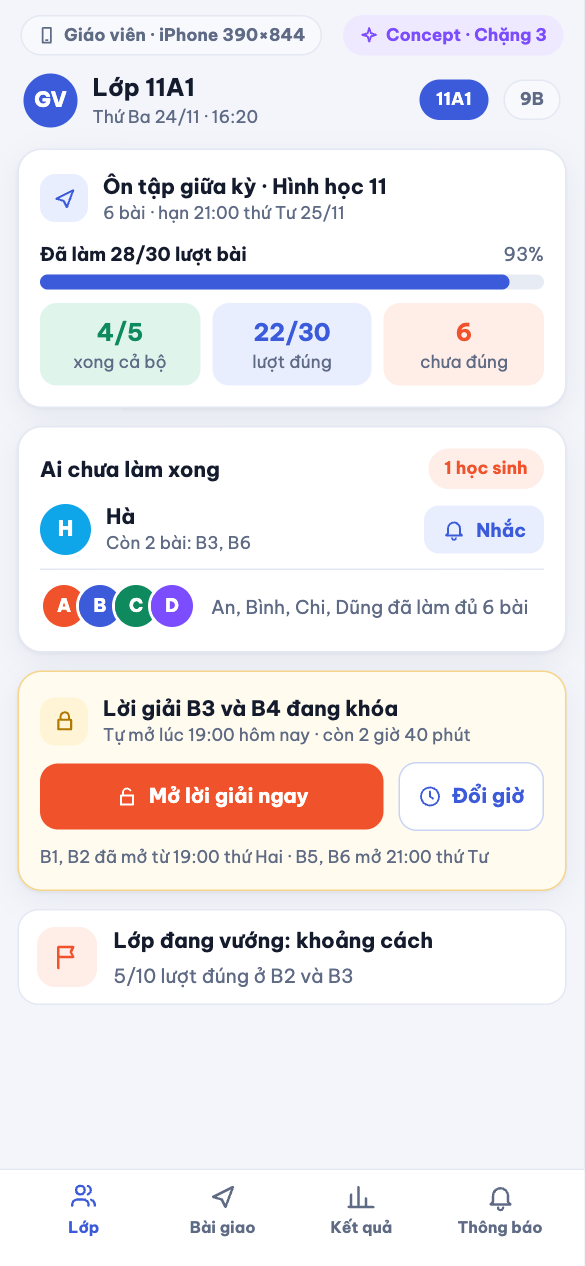 Giáo viên · iPhone 390×844
Concept · Chặng 3
GV
Lớp 11A1
Thứ Ba 24/11 · 16:20
11A1
9B
Ôn tập giữa kỳ · Hình học 11
6 bài · hạn 21:00 thứ Tư 25/11
Đã làm 28/30 lượt bài
93%
4/5
xong cả bộ
22/30
lượt đúng
6
chưa đúng
Ai chưa làm xong
1 học sinh
H
Hà
Còn 2 bài: B3, B6
Nhắc
A
B
C
D
An, Bình, Chi, Dũng đã làm đủ 6 bài
Lời giải B3 và B4 đang khóa
Tự mở lúc 19:00 hôm nay · còn 2 giờ 40 phút
Mở lời giải ngay
Đổi giờ
B1, B2 đã mở từ 19:00 thứ Hai · B5, B6 mở 21:00 thứ Tư
Lớp đang vướng: khoảng cách
5/10 lượt đúng ở B2 và B3
Lớp
Bài giao
Kết quả
Thông báo